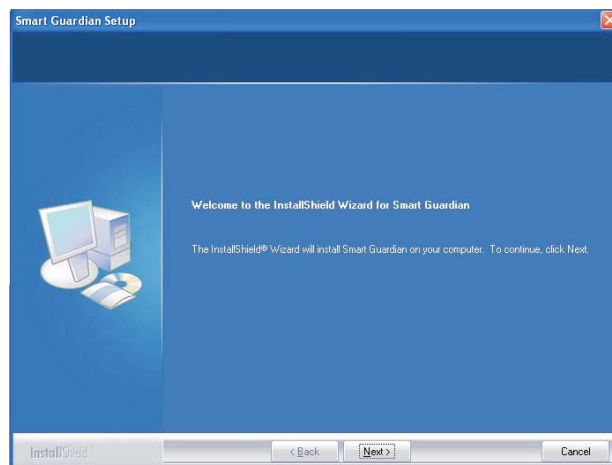 Smart Guardian Setup
Welcome to the InstallShield Wizard for Smart Guardian
The InstallShield® Wizard will install Smart Guardian on your computer. To continue, click Next.
InstallShield
< Back
Next >
Cancel